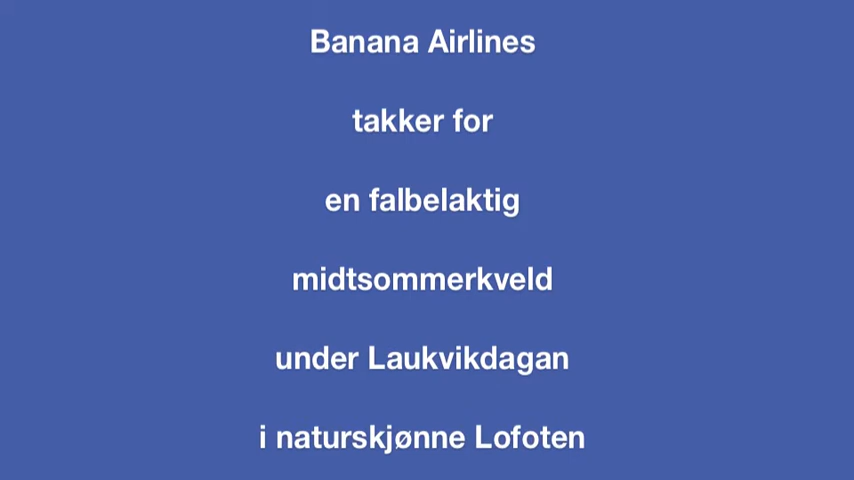 Banana Airlines
takker for
en falbelaktig
midtsommerkveld
under Laukvikdagan
i naturskjønne Lofoten